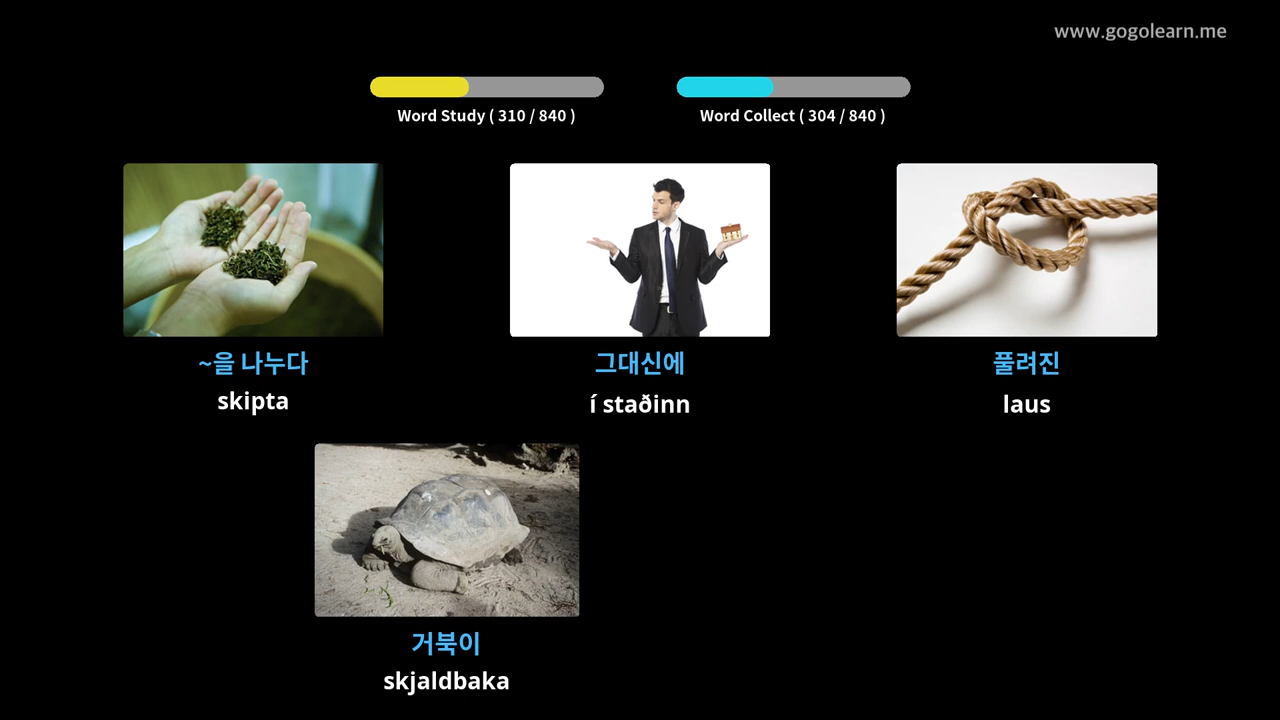 www.gogolearn.me
Word Study ( 310 / 840 )
Word Collect ( 304 / 840 )
~을 나누다
skipta
그대신에
í staðinn
풀려진
laus
거북이
skjaldbaka